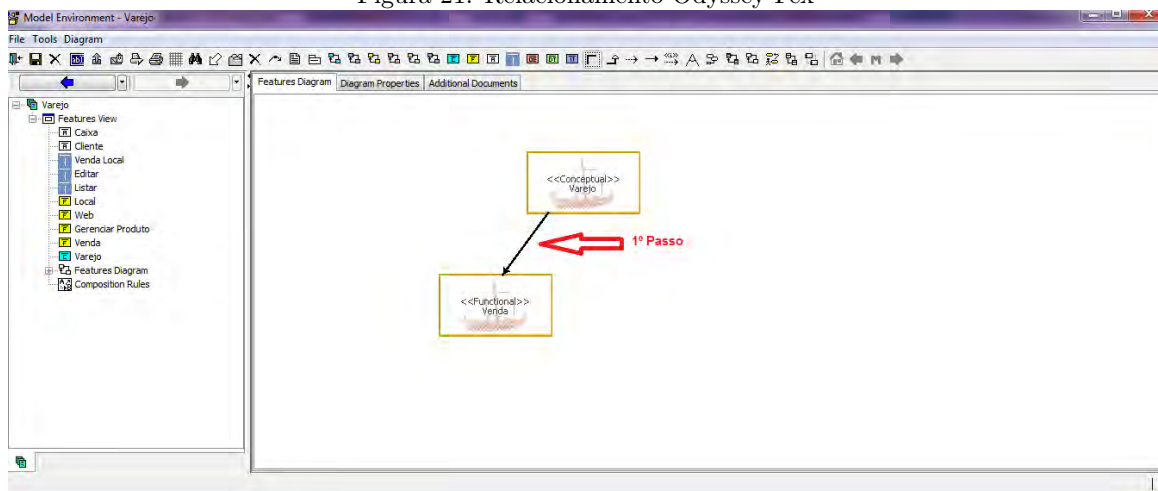 Figura 21: Relacionamento Odyssey-Fex
Model Environment - Varejo
File Tools Diagram
Features Diagram
Diagram Properties
Additional Documents
Varejo
Features View
Caixa
Cliente
Venda Local
Editar
Listar
Local
Web
Gerenciar Produto
Venda
Varejo
Features Diagram
Composition Rules
<<Conceptual>>
Varejo
1º Passo
<<Functional>>
Venda